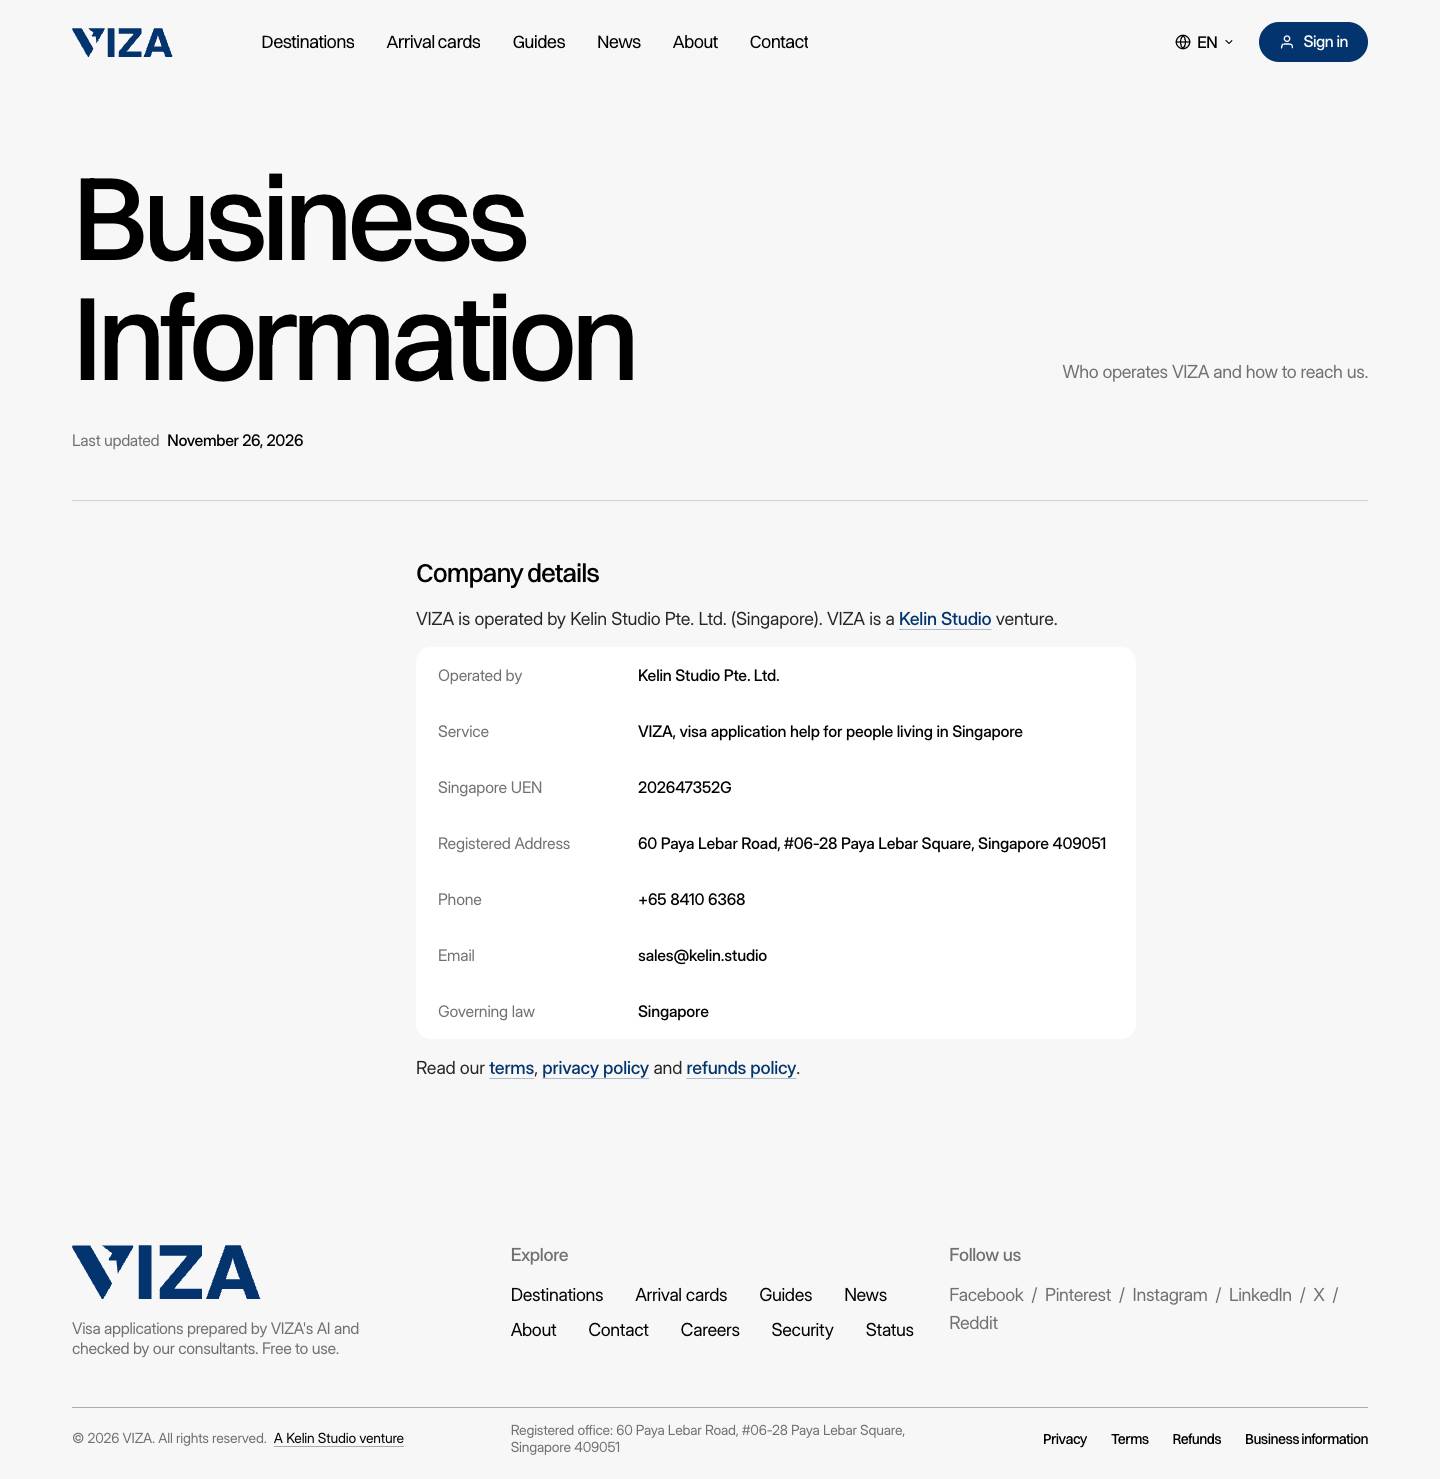 VIZA
Destinations Arrival cards Guides News About Contact
EN
Sign in
Business
Information
Who operates VIZA and how to reach us.
Last updated November 26, 2026
Company details
VIZA is operated by Kelin Studio Pte. Ltd. (Singapore). VIZA is a Kelin Studio venture.
Operated by Kelin Studio Pte. Ltd.
Service VIZA, visa application help for people living in Singapore
Singapore UEN 202647352G
Registered Address 60 Paya Lebar Road, #06-28 Paya Lebar Square, Singapore 409051
Phone +65 8410 6368
Email sales@kelin.studio
Governing law Singapore
Read our terms, privacy policy and refunds policy.
VIZA
Visa applications prepared by VIZA's AI and
checked by our consultants. Free to use.
Explore
Destinations Arrival cards Guides News
About Contact Careers Security Status
Follow us
Facebook / Pinterest / Instagram / LinkedIn / X /
Reddit
© 2026 VIZA. All rights reserved. A Kelin Studio venture
Registered office: 60 Paya Lebar Road, #06-28 Paya Lebar Square,
Singapore 409051
Privacy Terms Refunds Business information